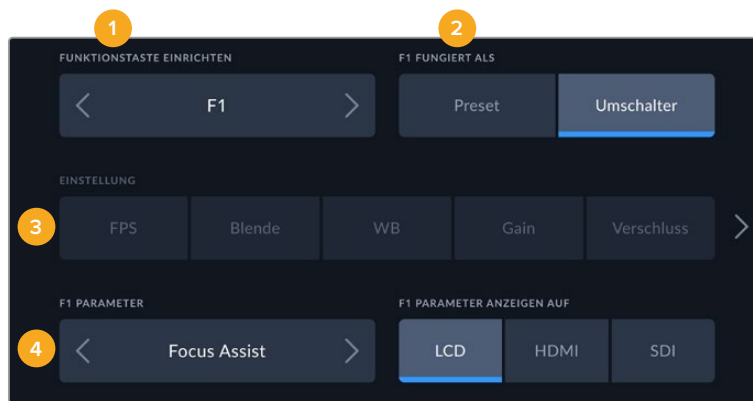 1
2
FUNKTIONSTASTE EINRICHTEN
F1 FUNGIERT ALS
F1
Preset
Umschalter
EINSTELLUNG
3
FPS
Blende
WB
Gain
Verschluss
F1 PARAMETER
F1 PARAMETER ANZEIGEN AUF
4
Focus Assist
LCD
HDMI
SDI